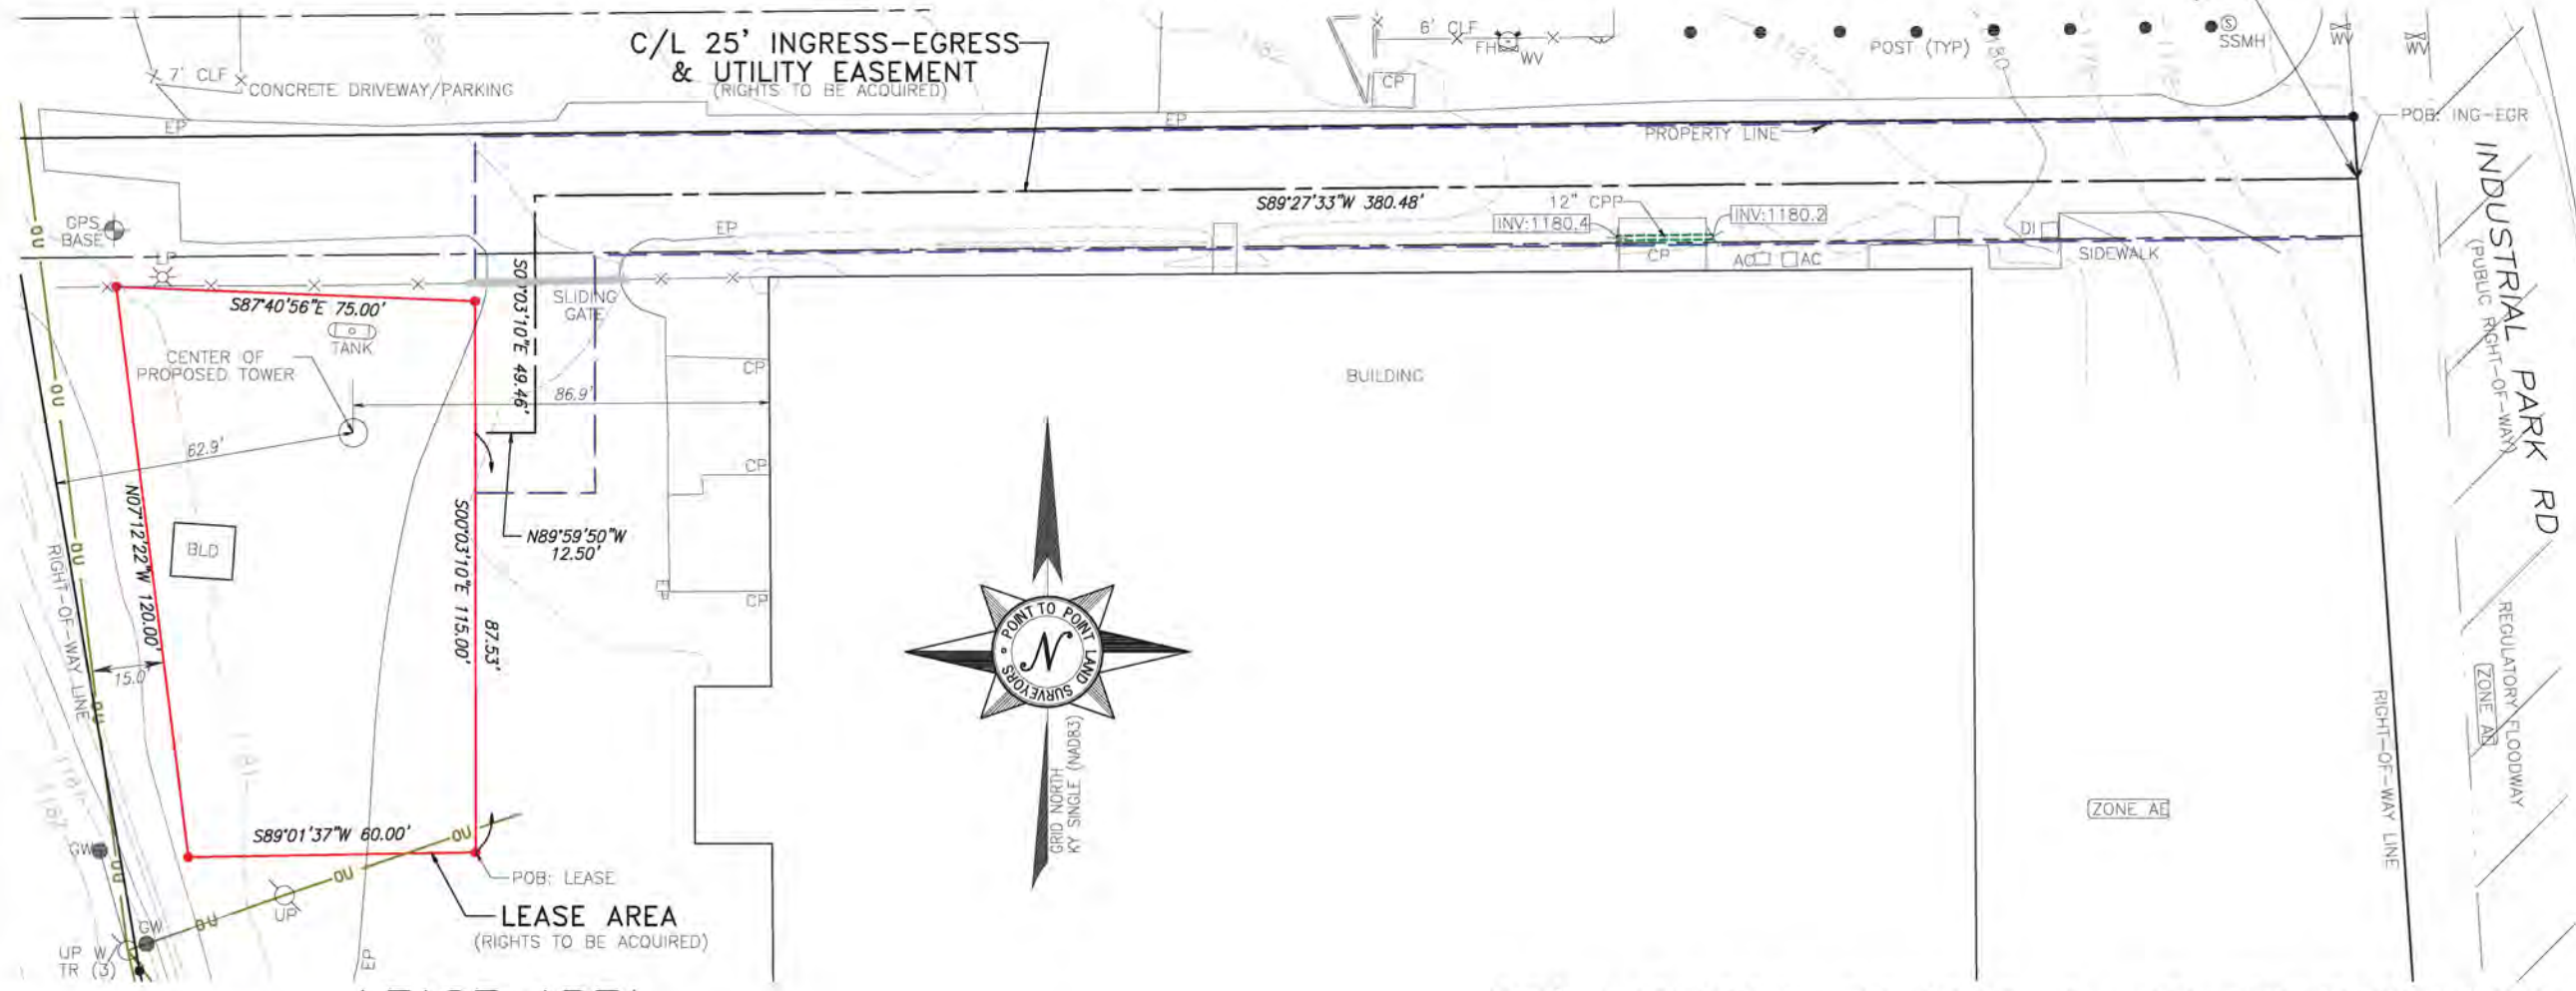 C/L 25' INGRESS-EGRESS
& UTILITY EASEMENT
(RIGHTS TO BE ACQUIRED)
7' CLF
CONCRETE DRIVEWAY/PARKING
EP
6' CLF
FH
WV
CP
POST (TYP)
1180
S
SSMH
WV
WV
EP
PROPERTY LINE
POB: ING-EGR
INDUSTRIAL PARK RD
(PUBLIC RIGHT-OF-WAY)
S89°27'33"W 380.48'
12" CPP
INV:1180.4
INV:1180.2
GPS
BASE
OU
EP
CP
AC
AC
DI
SIDEWALK
LP
S87°40'56"E 75.00'
TANK
SLIDING
GATE
S00°03'10"E 49.46'
CENTER OF
PROPOSED TOWER
86.9'
CP
BUILDING
62.9'
OU
CP
N89°59'50"W
12.50'
N07°12'22"W 120.00'
BLD
OU
RIGHT-OF-WAY LINE
S00°03'10"E 115.00'
87.53'
CP
15.0'
OU
POINT TO POINT LAND SURVEYORS
N
GRID NORTH
KY SINGLE (NAD83)
REGULATORY FLOODWAY
ZONE AE
RIGHT-OF-WAY LINE
ZONE AE
S89°01'37"W 60.00'
OU
OU
GW
OU
POB: LEASE
LEASE AREA
(RIGHTS TO BE ACQUIRED)
UP
OU
GW
UP W/
TR (3)
EP